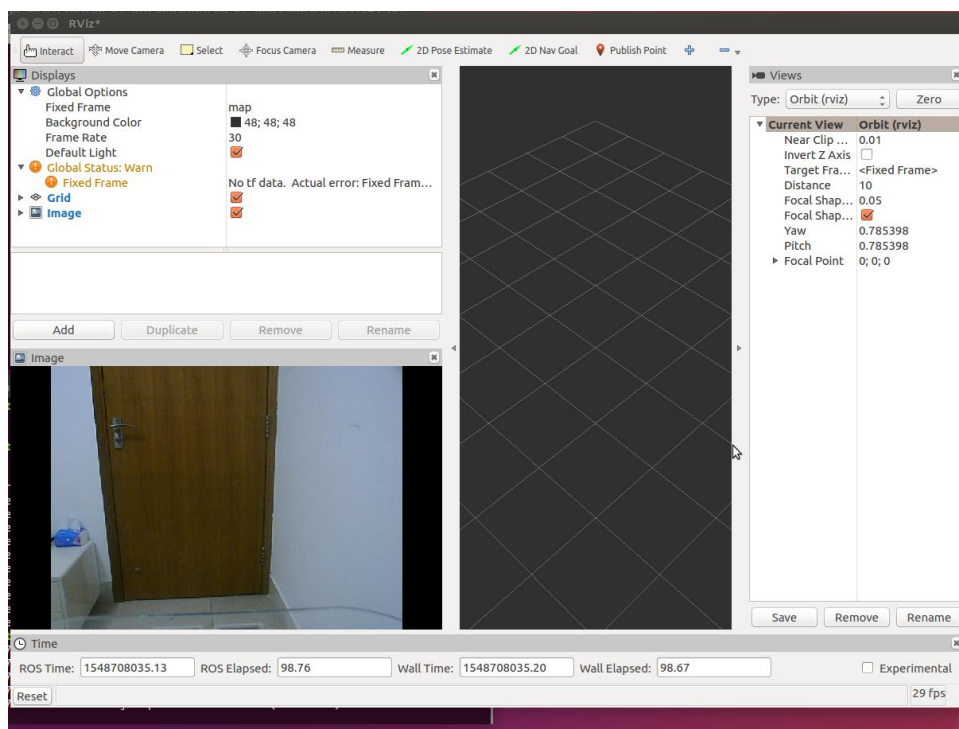 RViz*
Interact Move Camera Select Focus Camera Measure 2D Pose Estimate 2D Nav Goal Publish Point
Displays
Global Options
Fixed Frame map
Background Color 48; 48; 48
Frame Rate 30
Default Light
Global Status: Warn
Fixed Frame No tf data. Actual error: Fixed Fram...
Grid
Image
Add Duplicate Remove Rename
Image
Views
Type: Orbit (rviz) Zero
Current View Orbit (rviz)
Near Clip ... 0.01
Invert Z Axis
Target Fra... <Fixed Frame>
Distance 10
Focal Shap... 0.05
Focal Shap...
Yaw 0.785398
Pitch 0.785398
Focal Point 0; 0; 0
Save Remove Rename
Time
ROS Time: 1548708035.13 ROS Elapsed: 98.76 Wall Time: 1548708035.20 Wall Elapsed: 98.67 Experimental
Reset 29 fps